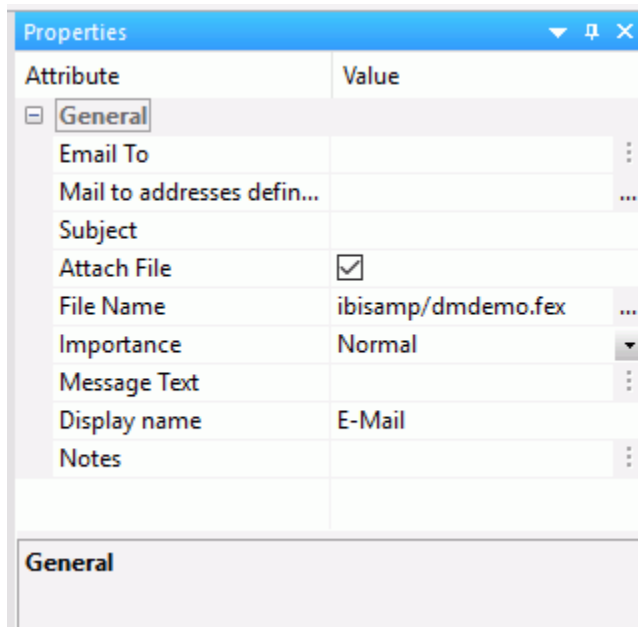 Properties
Attribute Value
General
Email To
Mail to addresses defin... ...
Subject
Attach File
File Name ibisamp/dmdemo.fex ...
Importance Normal
Message Text
Display name E-Mail
Notes
General